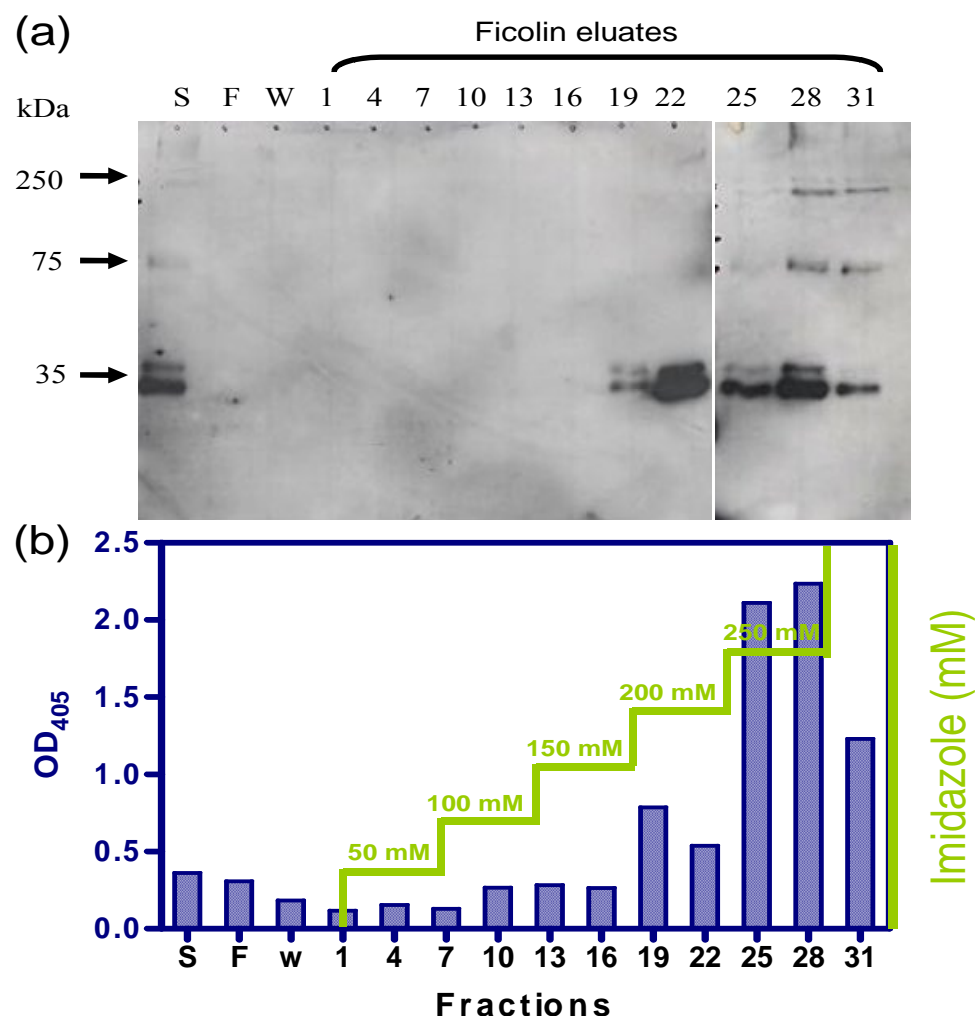 (a)
Ficolin eluates
kDa S F W 1 4 7 10 13 16 19 22 25 28 31
250
75
35
(b)
2.5
2.0
1.5
1.0
0.5
0.0
OD405
50 mM
100 mM
150 mM
200 mM
250 mM
Imidazole (mM)
S F w 1 4 7 10 13 16 19 22 25 28 31
Fractions